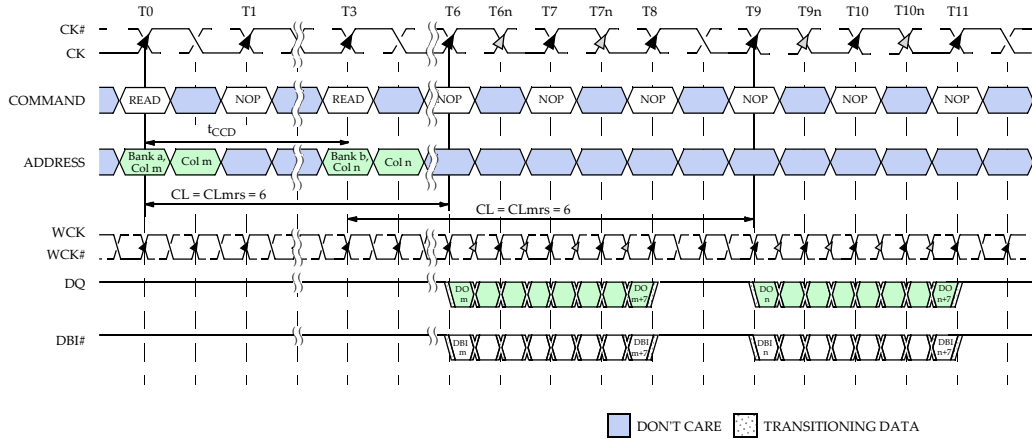 T0 T1 T3 T6 T6n T7 T7n T8 T9 T9n T10 T10n T11
CK#
CK
COMMAND READ NOP READ NOP NOP NOP NOP NOP NOP
tCCD
ADDRESS Bank a, Col m Col m Bank b, Col n Col n
CL = CLmrs = 6
CL = CLmrs = 6
WCK
WCK#
DQ DO m DO m+7 DO n DO n+7
DBI# DBI m DBI m+7 DBI n DBI n+7
DON'T CARE TRANSITIONING DATA